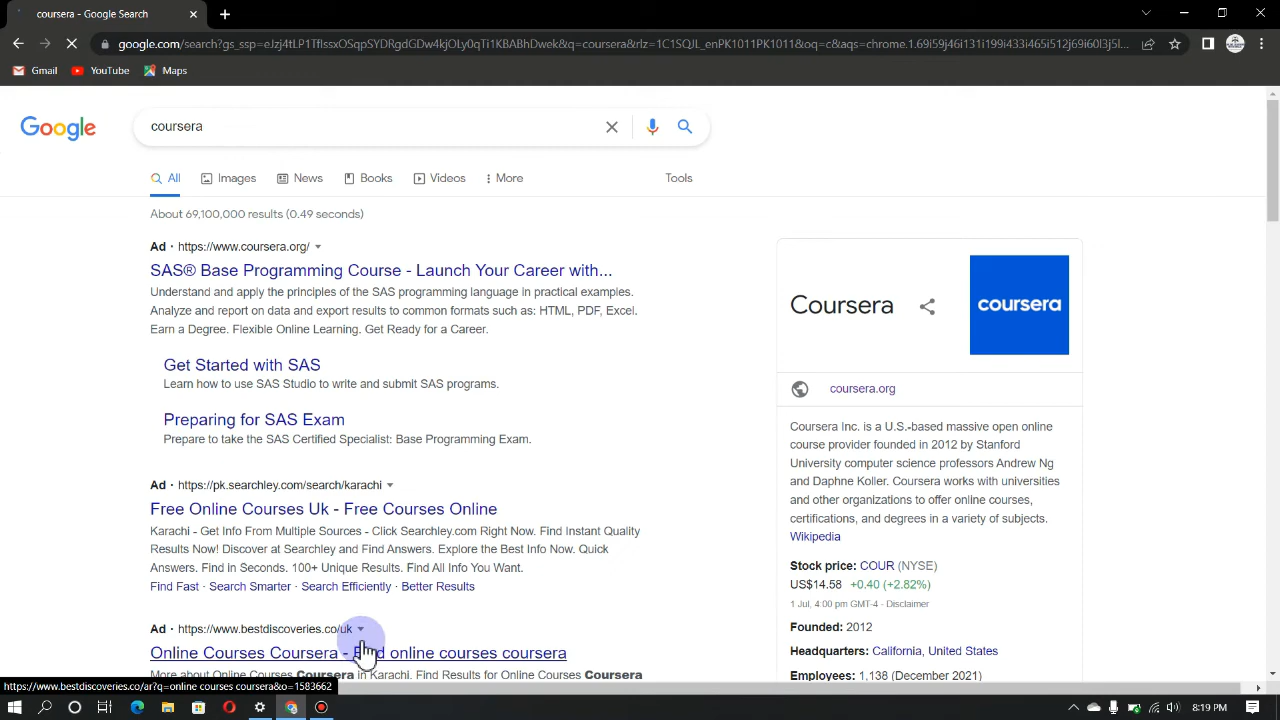 coursera - Google Search
google.com/search?gs_ssp=eJzj4tLP1TflssxOSqpSYDRgdGDw4kjOLy0qTi1KBABhDwek&q=coursera&rlz=1C1SQJL_enPK1011PK1011&oq=c&aqs=chrome.1.69i59j46i131i199i433i465i512j69i60l3j5l...
Gmail YouTube Maps
Google
coursera
All Images News Books Videos More Tools
About 69,100,000 results (0.49 seconds)
Ad · https://www.coursera.org/
SAS® Base Programming Course - Launch Your Career with...
Understand and apply the principles of the SAS programming language in practical examples.
Analyze and report on data and export results to common formats such as: HTML, PDF, Excel.
Earn a Degree. Flexible Online Learning. Get Ready for a Career.
Get Started with SAS
Learn how to use SAS Studio to write and submit SAS programs.
Preparing for SAS Exam
Prepare to take the SAS Certified Specialist: Base Programming Exam.
Ad · https://pk.searchley.com/search/karachi
Free Online Courses Uk - Free Courses Online
Karachi - Get Info From Multiple Sources - Click Searchley.com Right Now. Find Instant Quality
Results Now! Discover at Searchley and Find Answers. Explore the Best Info Now. Quick
Answers. Find in Seconds. 100+ Unique Results. Find All Info You Want.
Find Fast · Search Smarter · Search Efficiently · Better Results
Ad · https://www.bestdiscoveries.co/uk
Online Courses Coursera - Find online courses coursera
More about Online Courses Coursera in Karachi. Find Results for Online Courses Coursera
Coursera
coursera
coursera.org
Coursera Inc. is a U.S.-based massive open online
course provider founded in 2012 by Stanford
University computer science professors Andrew Ng
and Daphne Koller. Coursera works with universities
and other organizations to offer online courses,
certifications, and degrees in a variety of subjects.
Wikipedia
Stock price: COUR (NYSE)
US$14.58 +0.40 (+2.82%)
1 Jul, 4:00 pm GMT-4 - Disclaimer
Founded: 2012
Headquarters: California, United States
Employees: 1,138 (December 2021)
https://www.bestdiscoveries.co/ar?q=online courses coursera&o=1583662
8:19 PM